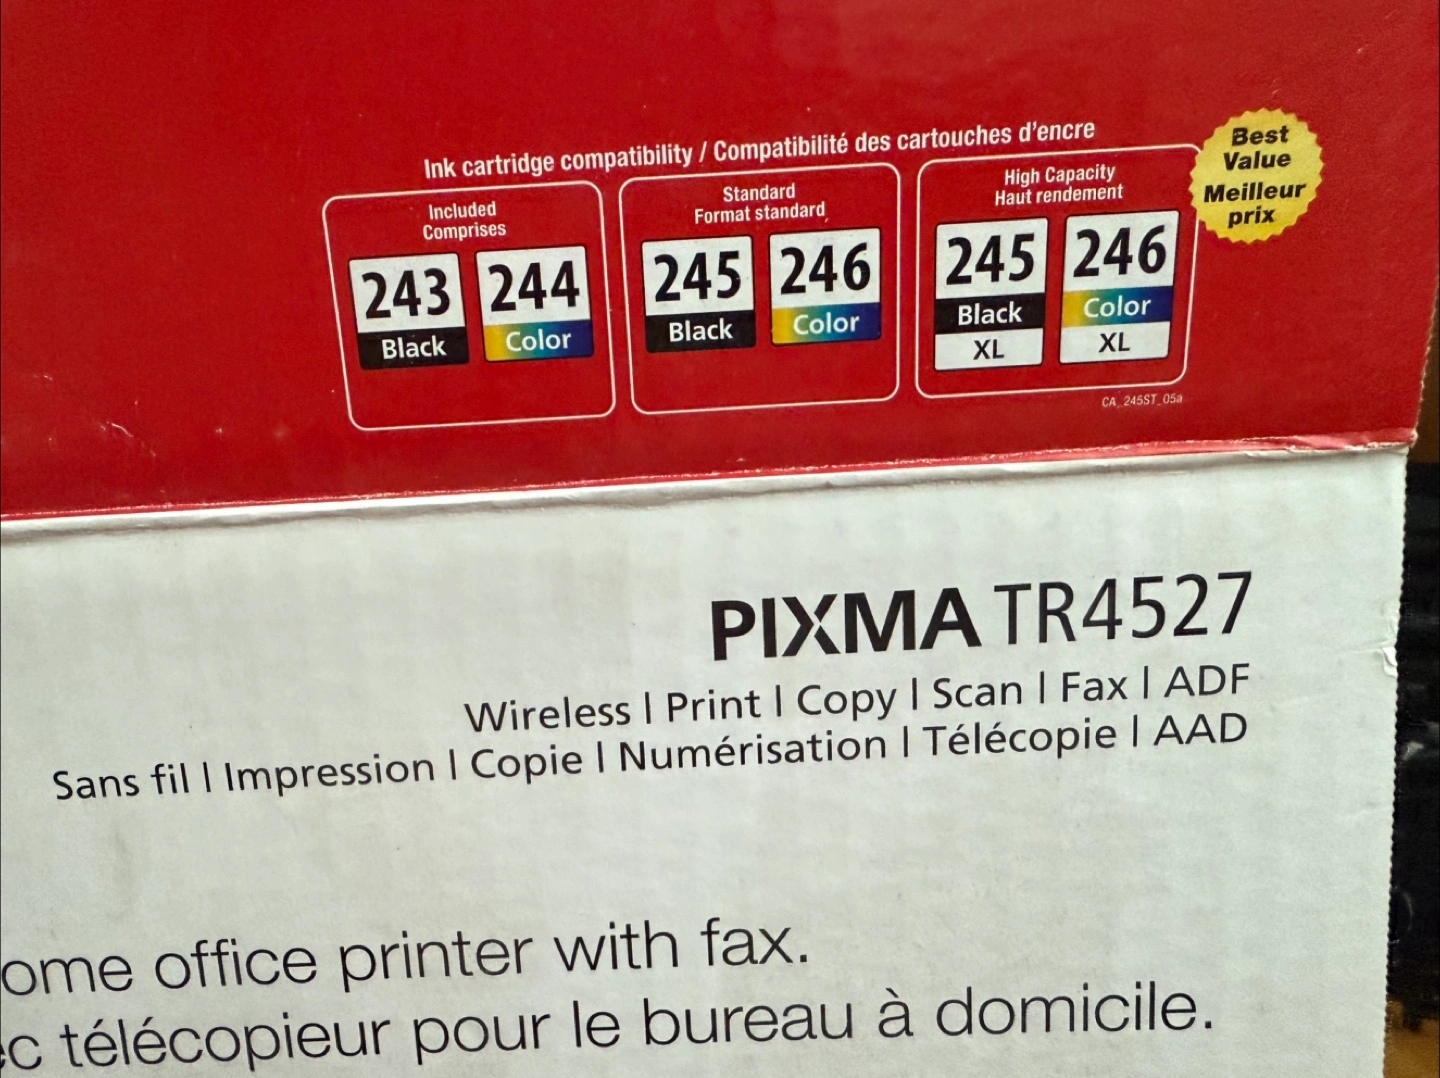 Ink cartridge compatibility / Compatibilité des cartouches d'encre
Best
Value
Meilleur
prix
Included
Comprises
243
Black
244
Color
Standard
Format standard
245
Black
246
Color
High Capacity
Haut rendement
245
Black
XL
246
Color
XL
CA_245ST_05a
PIXMA TR4527
Wireless | Print | Copy | Scan | Fax | ADF
Sans fil | Impression | Copie | Numérisation | Télécopie | AAD
ome office printer with fax.
c télécopieur pour le bureau à domicile.